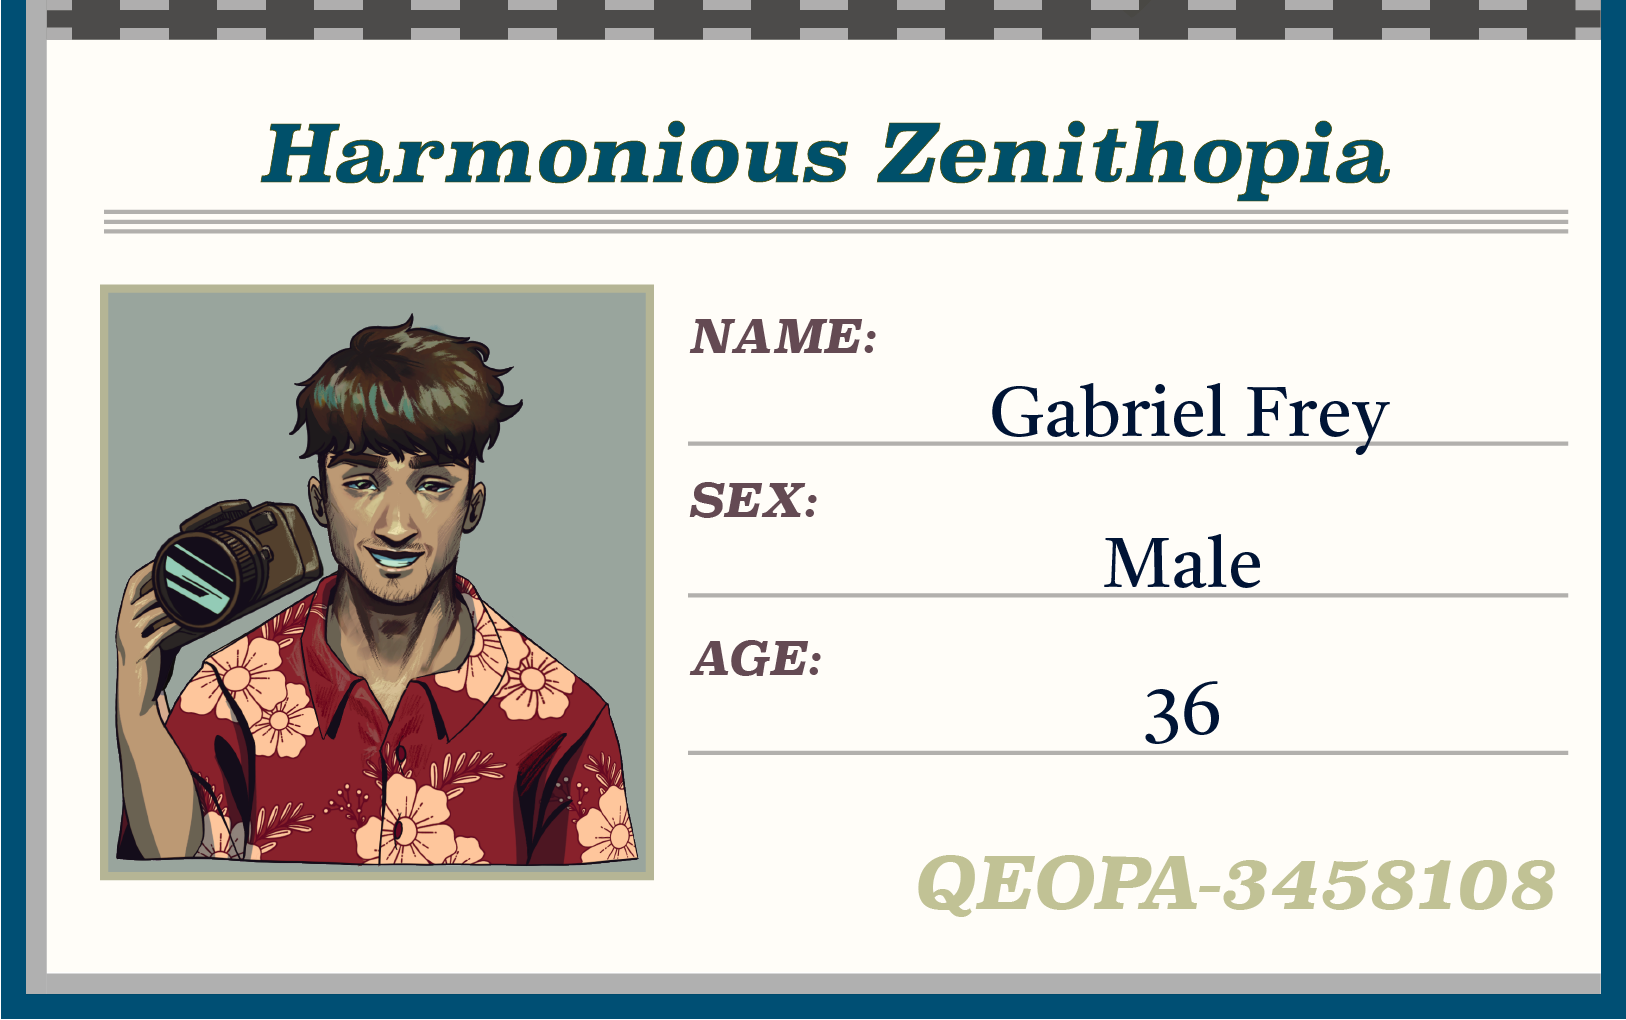 Harmonious Zenithopia
NAME:
Gabriel Frey
SEX:
Male
AGE:
36
QEOPA-3458108